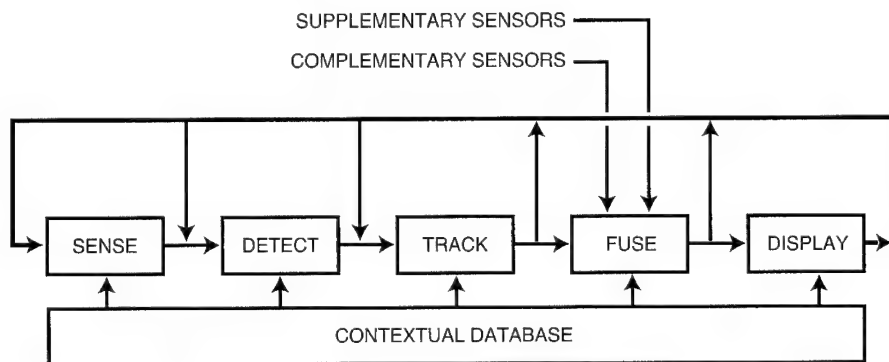 SUPPLEMENTARY SENSORS
COMPLEMENTARY SENSORS
SENSE
DETECT
TRACK
FUSE
DISPLAY
CONTEXTUAL DATABASE